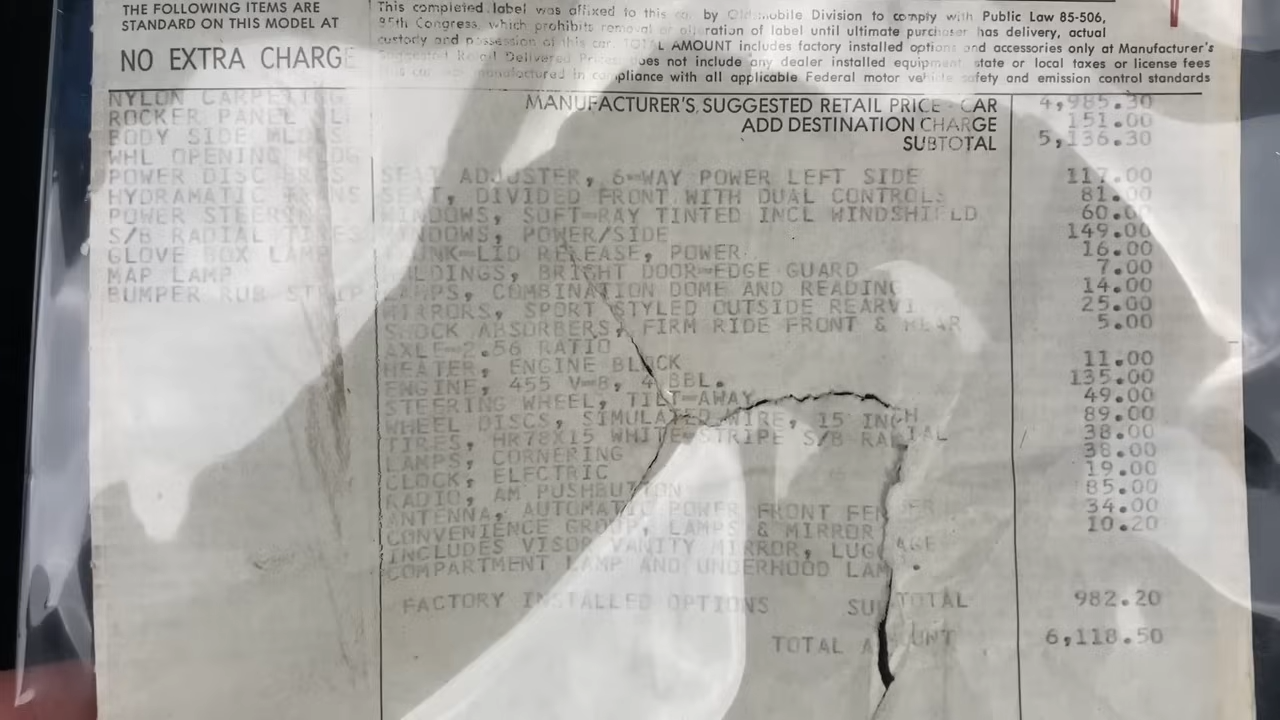 THE FOLLOWING ITEMS ARE
STANDARD ON THIS MODEL AT
NO EXTRA CHARGE
NYLON CARPETING
ROCKER PANEL
BODY SIDE MLDGS
WHL OPENING MLDG
POWER DISC BRKS
HYDRAMATIC TRANS
POWER STEERING
S/B RADIAL TIRES
GLOVE BOX LAMP
MAP LAMP
BUMPER RUB STRIP
This completed label was affixed to this car by Oldsmobile Division to comply with Public Law 85-506,
85th Congress, which prohibits removal or alteration of label until ultimate purchaser has delivery, actual
custody and possession of this car. TOTAL AMOUNT includes factory installed options and accessories only at Manufacturer's
Suggested Retail Delivered Price. Does not include any dealer installed equipment, state or local taxes or license fees
This car was manufactured in compliance with all applicable Federal motor vehicle safety and emission control standards
MANUFACTURER'S SUGGESTED RETAIL PRICE - CAR 4,985.30
ADD DESTINATION CHARGE 151.00
SUBTOTAL 5,136.30
SEAT ADJUSTER, 6-WAY POWER LEFT SIDE 117.00
SEAT, DIVIDED FRONT WITH DUAL CONTROLS 81.00
WINDOWS, SOFT-RAY TINTED INCL WINDSHIELD 60.00
WINDOWS, POWER/SIDE 149.00
TRUNK-LID RELEASE, POWER 16.00
MOLDINGS, BRIGHT DOOR-EDGE GUARD 7.00
LAMPS, COMBINATION DOME AND READING 14.00
MIRRORS, SPORT STYLED OUTSIDE REARVI 25.00
SHOCK ABSORBERS, FIRM RIDE FRONT & REAR 5.00
AXLE-2.56 RATIO
HEATER, ENGINE BLOCK 11.00
ENGINE, 455 V-8, 4 BBL. 135.00
STEERING WHEEL, TILT-AWAY 49.00
WHEEL DISCS, SIMULATED WIRE, 15 INCH 89.00
TIRES, HR78X15 WHITE-STRIPE S/B RADIAL 38.00
LAMPS, CORNERING 38.00
CLOCK, ELECTRIC 19.00
RADIO, AM PUSHBUTTON 85.00
ANTENNA, AUTOMATIC POWER FRONT FENDER 34.00
CONVENIENCE GROUP, LAMPS & MIRROR 10.20
INCLUDES VISOR VANITY MIRROR, LUGGAGE
COMPARTMENT LAMP AND UNDERHOOD LAMP.
FACTORY INSTALLED OPTIONS SUBTOTAL 982.20
TOTAL AMOUNT 6,118.50